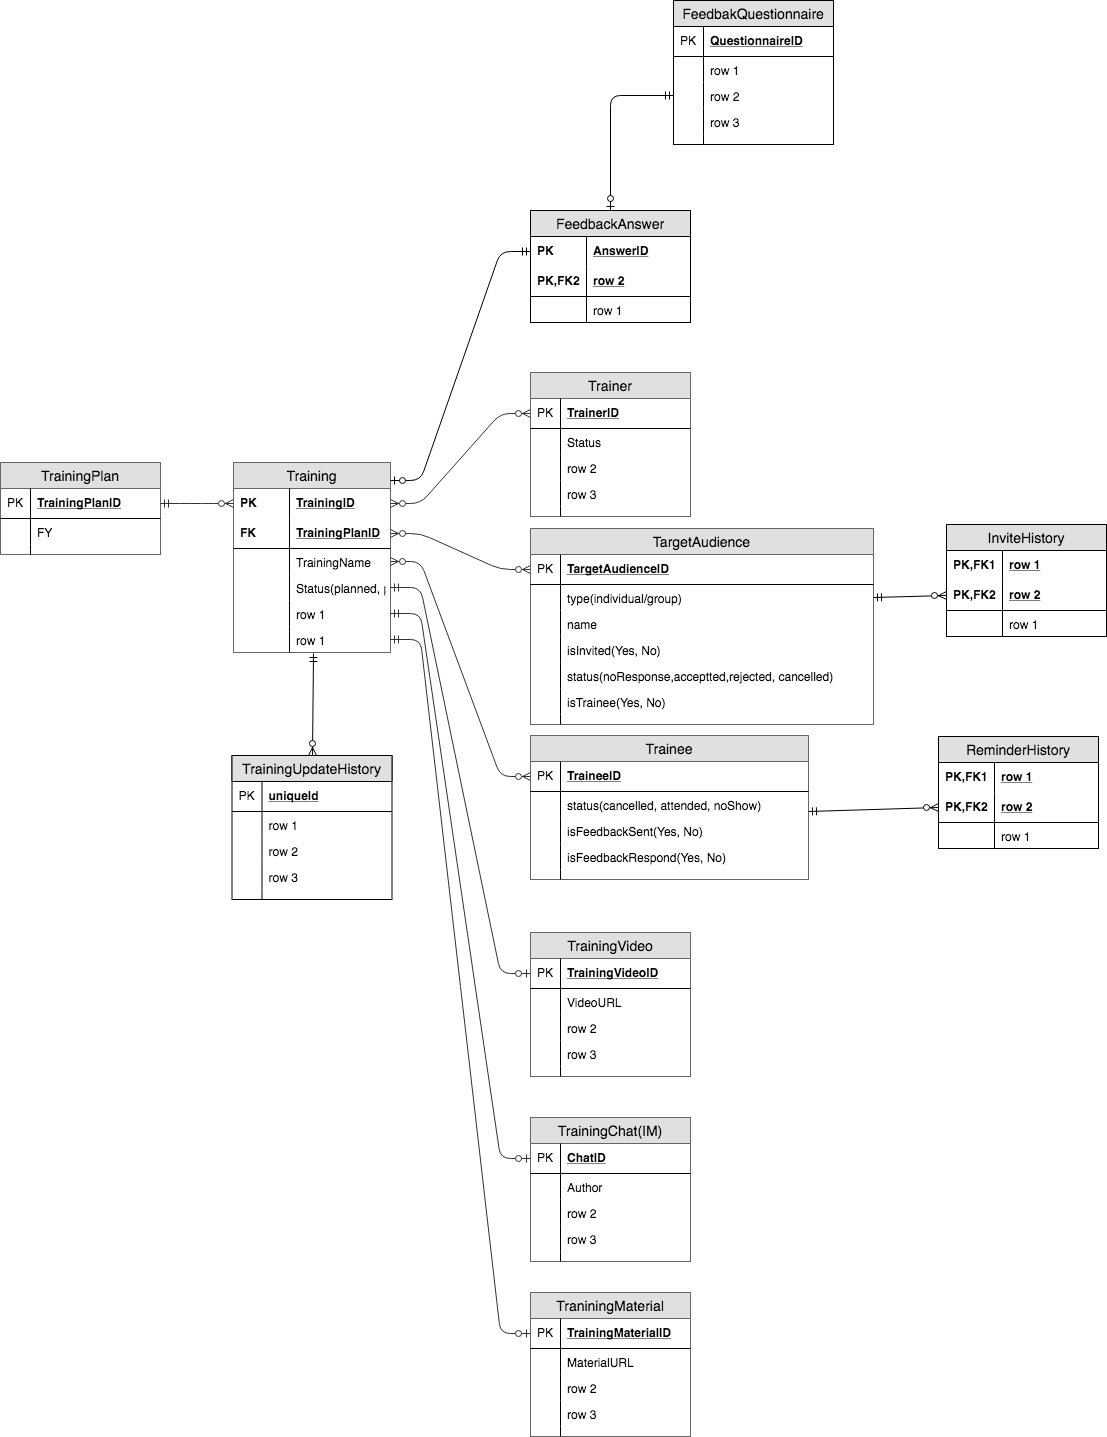 FeedbakQuestionnaire
PK QuestionnaireID
row 1
row 2
row 3
FeedbackAnswer
PK AnswerID
PK,FK2 row 2
row 1
Trainer
PK TrainerID
Status
row 2
row 3
TrainingPlan
PK TrainingPlanID
FY
Training
PK TrainingID
FK TrainingPlanID
TrainingName
Status(planned,
row 1
row 1
TargetAudience
PK TargetAudienceID
type(individual/group)
name
isInvited(Yes, No)
status(noResponse,acceptted,rejected, cancelled)
isTrainee(Yes, No)
InviteHistory
PK,FK1 row 1
PK,FK2 row 2
row 1
TrainingUpdateHistory
PK uniqueId
row 1
row 2
row 3
Trainee
PK TraineeID
status(cancelled, attended, noShow)
isFeedbackSent(Yes, No)
isFeedbackRespond(Yes, No)
ReminderHistory
PK,FK1 row 1
PK,FK2 row 2
row 1
TrainingVideo
PK TrainingVideoID
VideoURL
row 2
row 3
TrainingChat(IM)
PK ChatID
Author
row 2
row 3
TraniningMaterial
PK TrainingMaterialID
MaterialURL
row 2
row 3